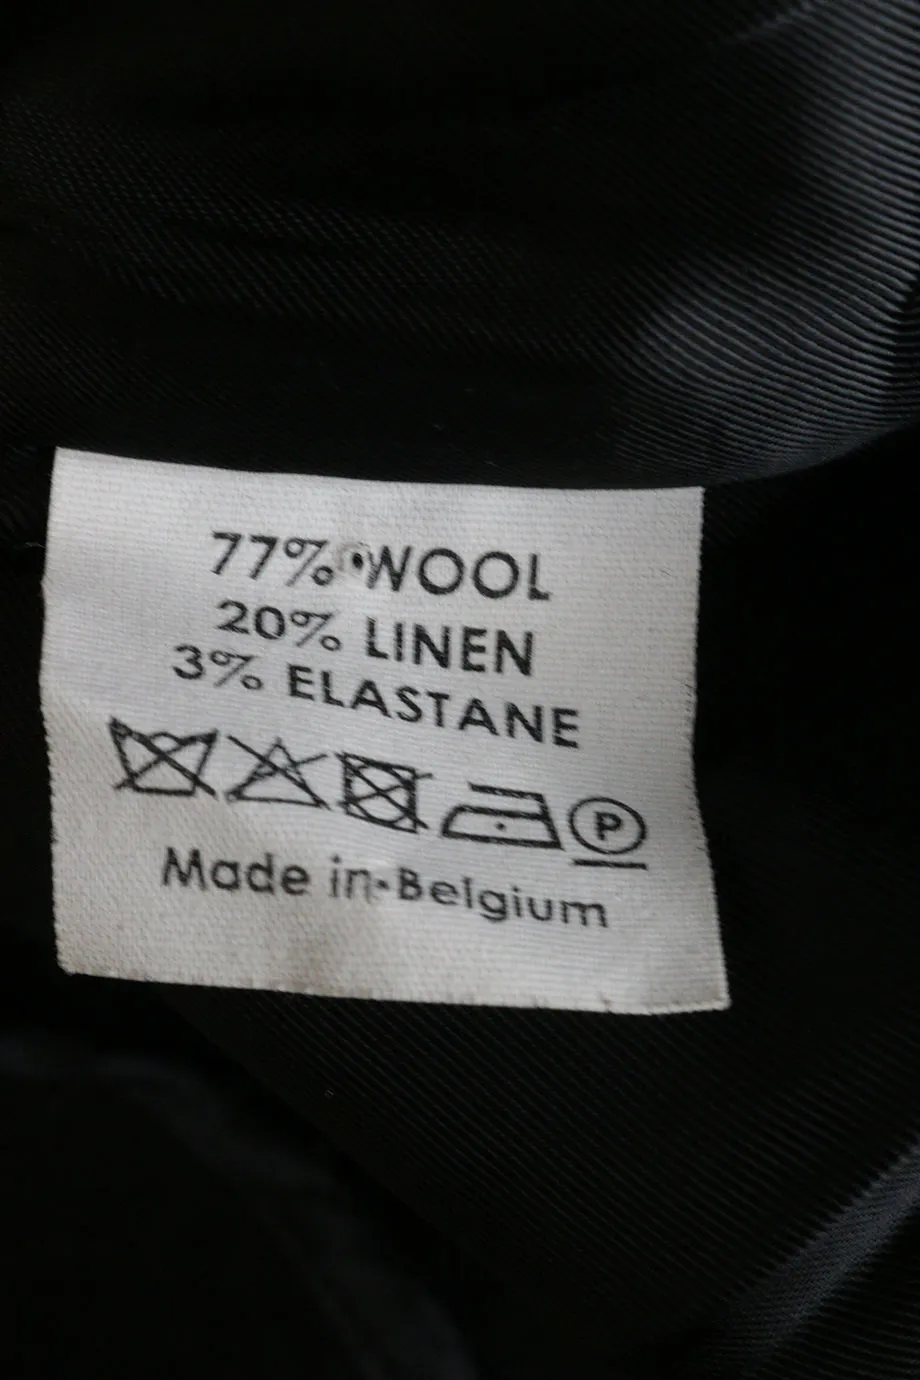 77% WOOL
20% LINEN
3% ELASTANE
P
Made in Belgium